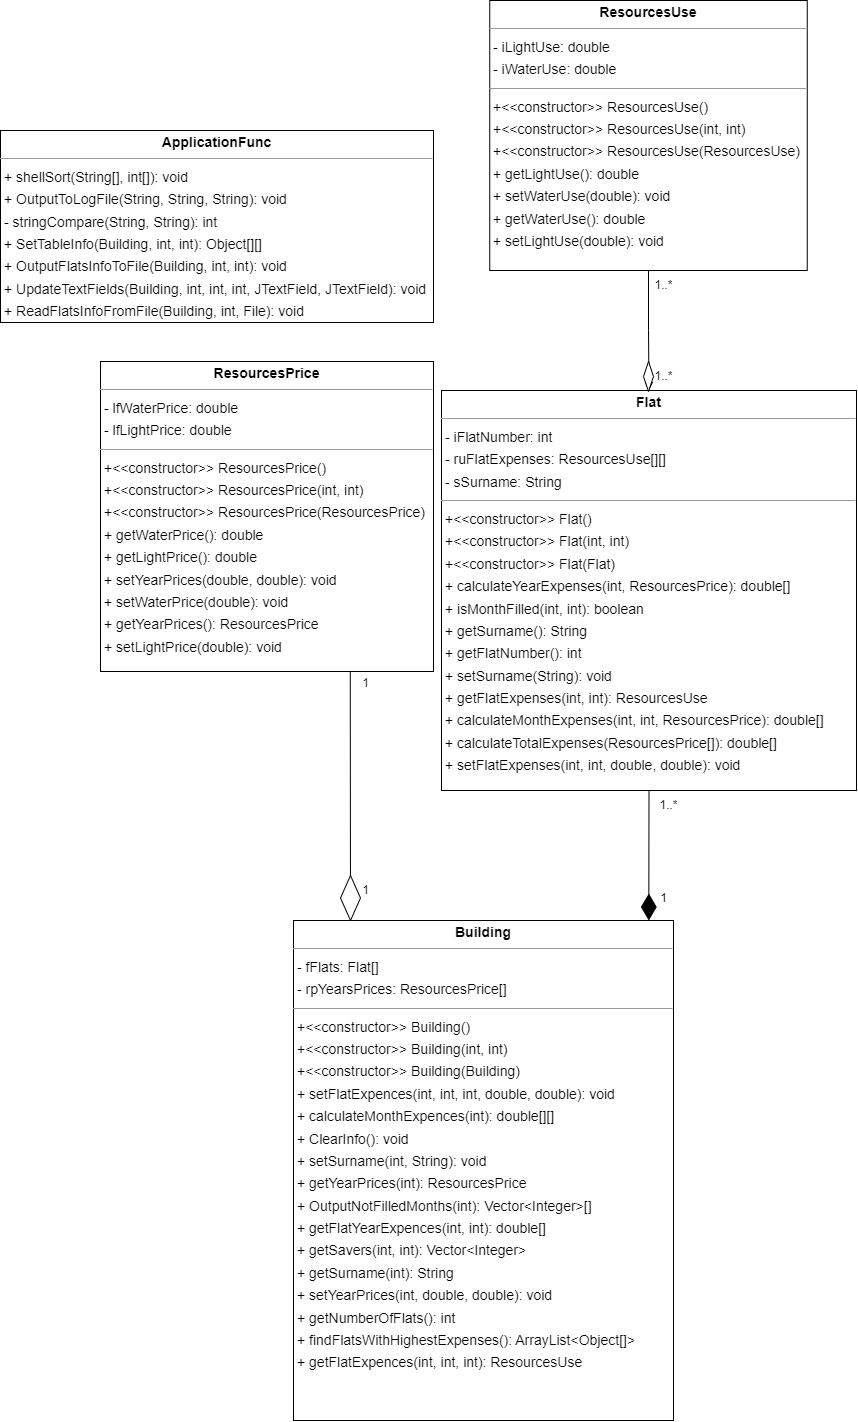 ResourcesUse
- iLightUse: double
- iWaterUse: double
+<<constructor>> ResourcesUse()
+<<constructor>> ResourcesUse(int, int)
+<<constructor>> ResourcesUse(ResourcesUse)
+ getLightUse(): double
+ setWaterUse(double): void
+ getWaterUse(): double
+ setLightUse(double): void
1..*
1..*
ApplicationFunc
+ shellSort(String[], int[]): void
+ OutputToLogFile(String, String, String): void
- stringCompare(String, String): int
+ SetTableInfo(Building, int, int): Object[][]
+ OutputFlatsInfoToFile(Building, int, int): void
+ UpdateTextFields(Building, int, int, int, JTextField, JTextField): void
+ ReadFlatsInfoFromFile(Building, int, File): void
ResourcesPrice
- lfWaterPrice: double
- lfLightPrice: double
+<<constructor>> ResourcesPrice()
+<<constructor>> ResourcesPrice(int, int)
+<<constructor>> ResourcesPrice(ResourcesPrice)
+ getWaterPrice(): double
+ getLightPrice(): double
+ setYearPrices(double, double): void
+ setWaterPrice(double): void
+ getYearPrices(): ResourcesPrice
+ setLightPrice(double): void
1
1
Flat
- iFlatNumber: int
- ruFlatExpenses: ResourcesUse[][]
- sSurname: String
+<<constructor>> Flat()
+<<constructor>> Flat(int, int)
+<<constructor>> Flat(Flat)
+ calculateYearExpenses(int, ResourcesPrice): double[]
+ isMonthFilled(int, int): boolean
+ getSurname(): String
+ getFlatNumber(): int
+ setSurname(String): void
+ getFlatExpenses(int, int): ResourcesUse
+ calculateMonthExpenses(int, int, ResourcesPrice): double[]
+ calculateTotalExpenses(ResourcesPrice[]): double[]
+ setFlatExpenses(int, int, double, double): void
1..*
1
Building
- fFlats: Flat[]
- rpYearsPrices: ResourcesPrice[]
+<<constructor>> Building()
+<<constructor>> Building(int, int)
+<<constructor>> Building(Building)
+ setFlatExpences(int, int, int, double, double): void
+ calculateMonthExpences(int): double[][]
+ ClearInfo(): void
+ setSurname(int, String): void
+ getYearPrices(int): ResourcesPrice
+ OutputNotFilledMonths(int): Vector<Integer>[]
+ getFlatYearExpences(int, int): double[]
+ getSavers(int, int): Vector<Integer>
+ getSurname(int): String
+ setYearPrices(int, double, double): void
+ getNumberOfFlats(): int
+ findFlatsWithHighestExpenses(): ArrayList<Object[]>
+ getFlatExpences(int, int, int): ResourcesUse